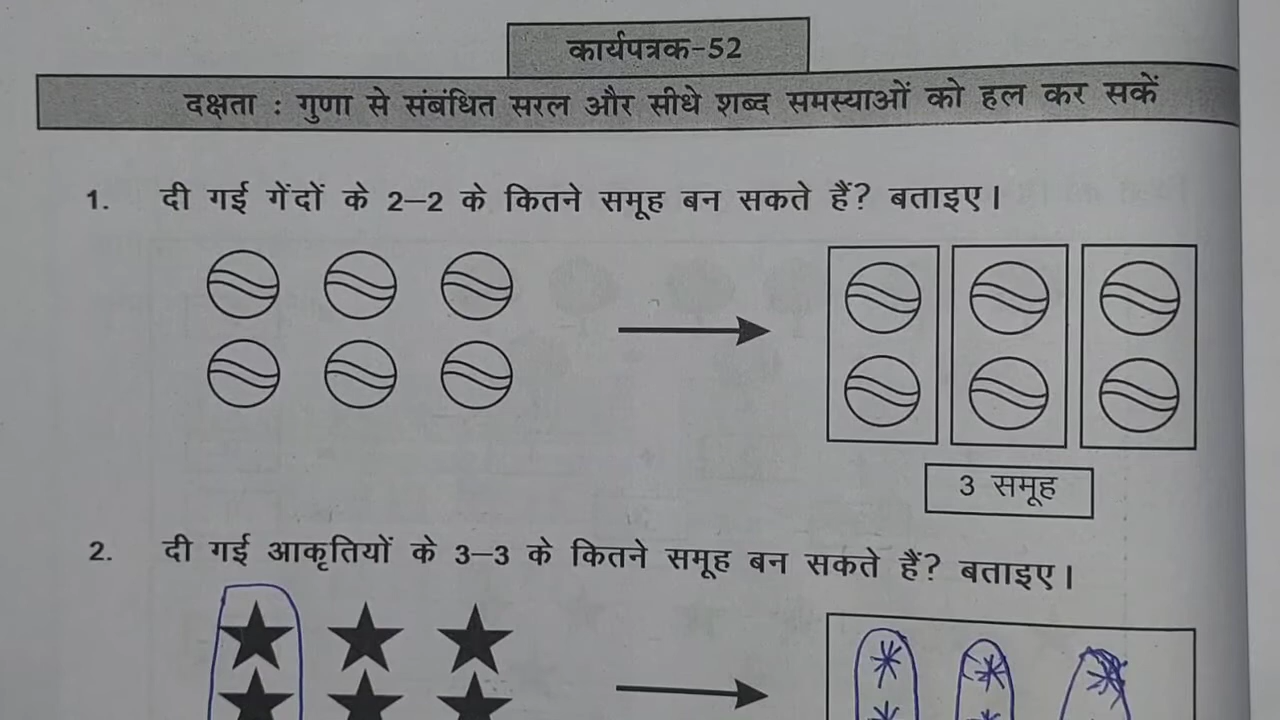 कार्यपत्रक-52
दक्षता : गुणा से संबंधित सरल और सीधे शब्द समस्याओं को हल कर सकें
1. दी गई गेंदों के 2–2 के कितने समूह बन सकते हैं? बताइए।
3 समूह
2. दी गई आकृतियों के 3–3 के कितने समूह बन सकते हैं? बताइए।